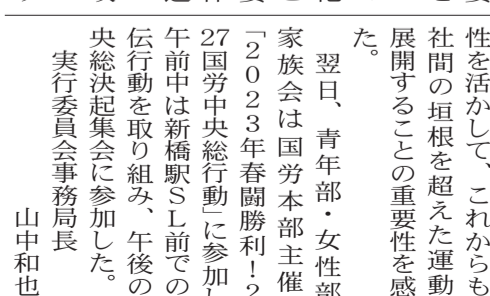 性を活かして、これからも
社間の垣根を超えた運動
展開することの重要性を感
た。
翌日、青年部・女性部
家族会は国労本部主催
「2023年春闘勝利！2
27国労中央総行動」に参加し
午前中は新橋駅SL前での
伝行動を取り組み、午後の
央総決起集会に参加した。
実行委員会事務局長
山中和也